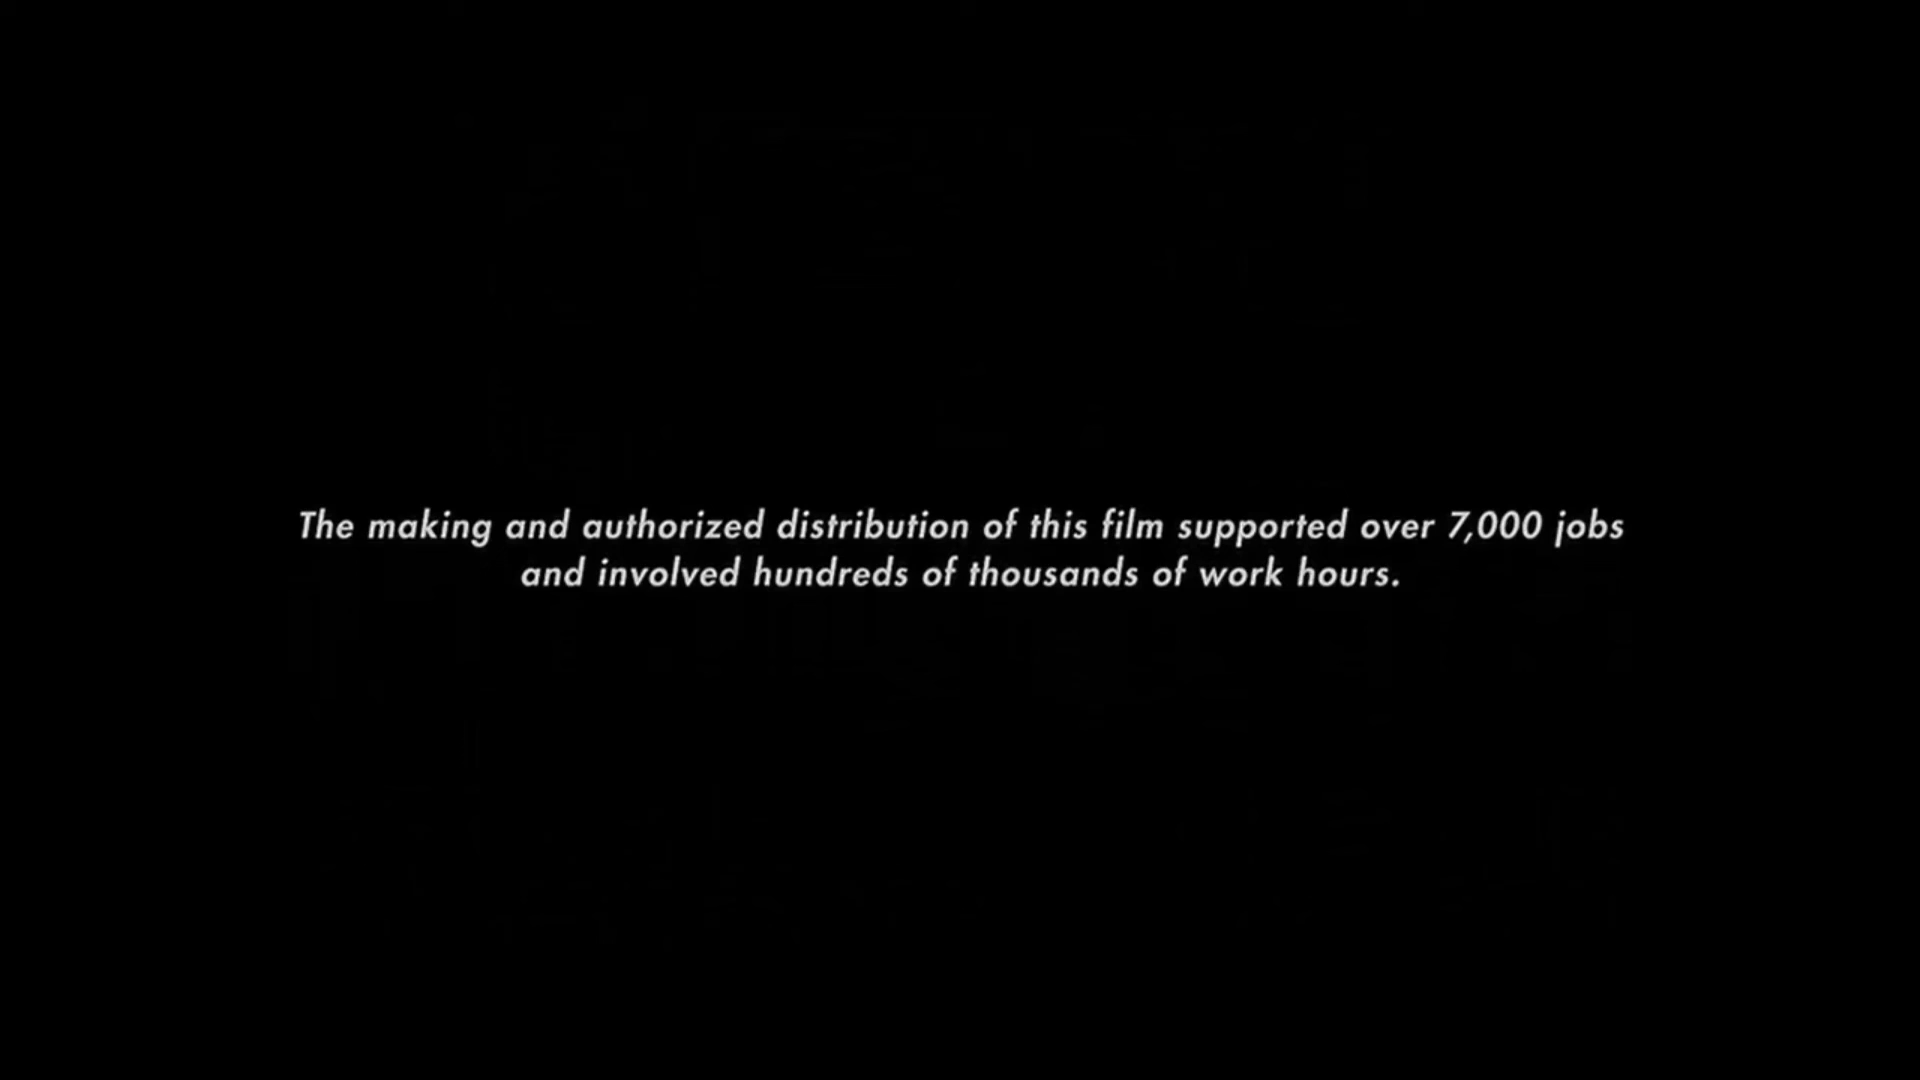 The making and authorized distribution of this film supported over 7,000 jobs
and involved hundreds of thousands of work hours.